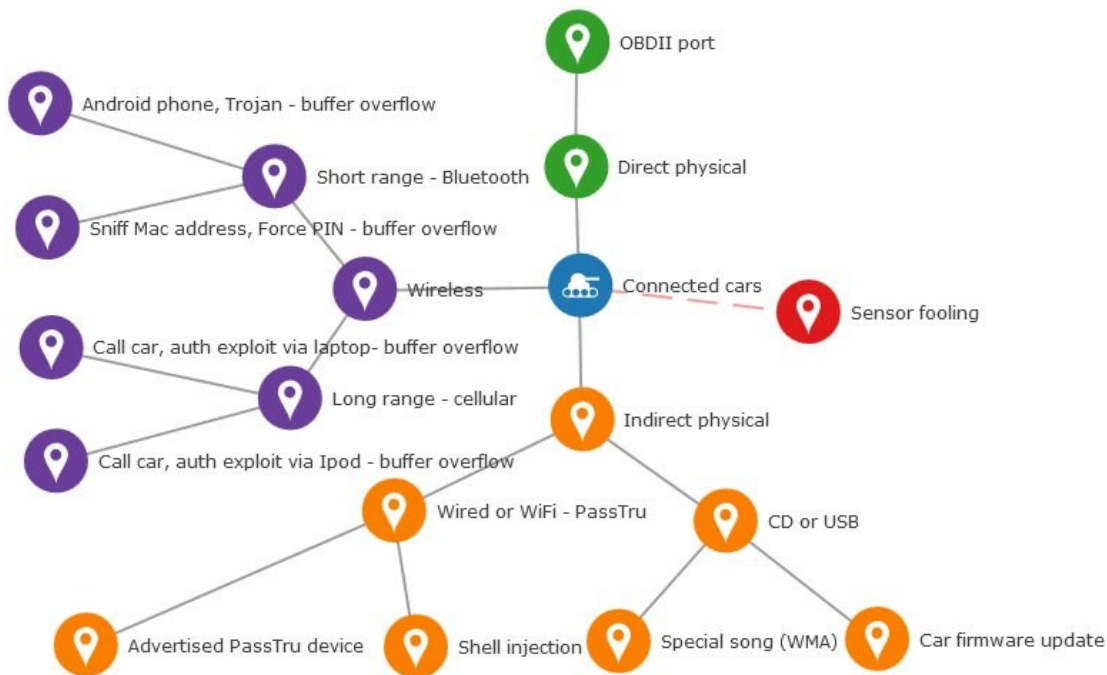 OBDII port
Android phone, Trojan - buffer overflow
Direct physical
Short range - Bluetooth
Sniff Mac address, Force PIN - buffer overflow
Connected cars
Wireless
Sensor fooling
Call car, auth exploit via laptop- buffer overflow
Long range - cellular
Indirect physical
Call car, auth exploit via Ipod - buffer overflow
Wired or WiFi - PassTru
CD or USB
Advertised PassTru device
Shell injection
Special song (WMA)
Car firmware update